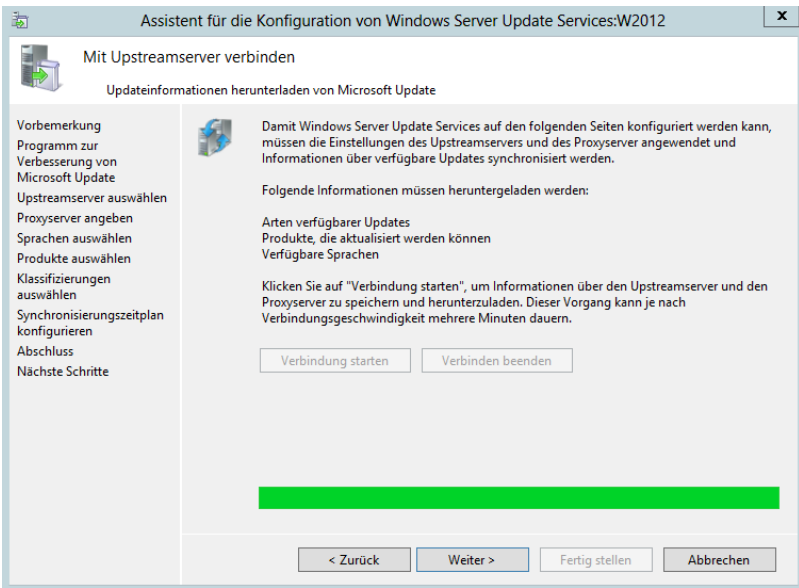 Assistent für die Konfiguration von Windows Server Update Services:W2012
x
Mit Upstreamserver verbinden
Updateinformationen herunterladen von Microsoft Update
Vorbemerkung
Programm zur
Verbesserung von
Microsoft Update
Upstreamserver auswählen
Proxyserver angeben
Sprachen auswählen
Produkte auswählen
Klassifizierungen
auswählen
Synchronisierungszeitplan
konfigurieren
Abschluss
Nächste Schritte
Damit Windows Server Update Services auf den folgenden Seiten konfiguriert werden kann,
müssen die Einstellungen des Upstreamservers und des Proxyserver angewendet und
Informationen über verfügbare Updates synchronisiert werden.
Folgende Informationen müssen heruntergeladen werden:
Arten verfügbarer Updates
Produkte, die aktualisiert werden können
Verfügbare Sprachen
Klicken Sie auf "Verbindung starten", um Informationen über den Upstreamserver und den
Proxyserver zu speichern und herunterzuladen. Dieser Vorgang kann je nach
Verbindungsgeschwindigkeit mehrere Minuten dauern.
Verbindung starten
Verbinden beenden
< Zurück
Weiter >
Fertig stellen
Abbrechen